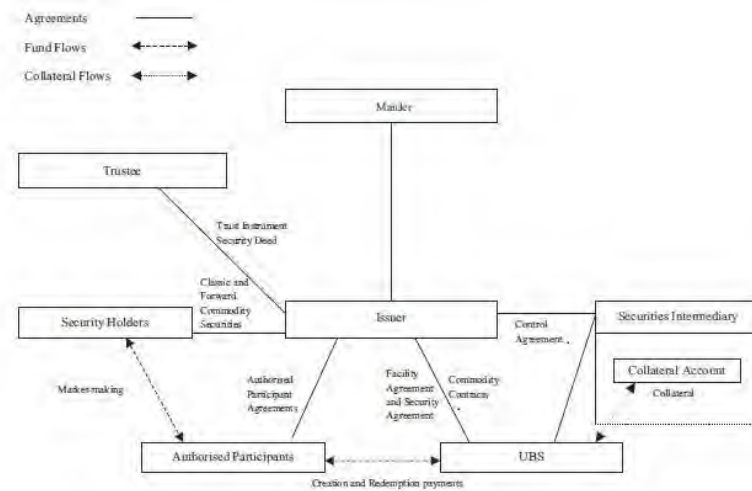 Agreements
Fund Flows
Collateral Flows
Manler
Trustee
Trust Instrument
Security Deed
Classic and
Forward
Commodity
Securities
Security Holders
Issuer
Securities Intermediary
Control
Agreement
Collateral Account
Collateral
Market-making
Authorised
Participant
Agreements
Facility
Agreement
and Security
Agreement
Commodity
Contracts
Authorised Participants
UBS
Creation and Redemption payments